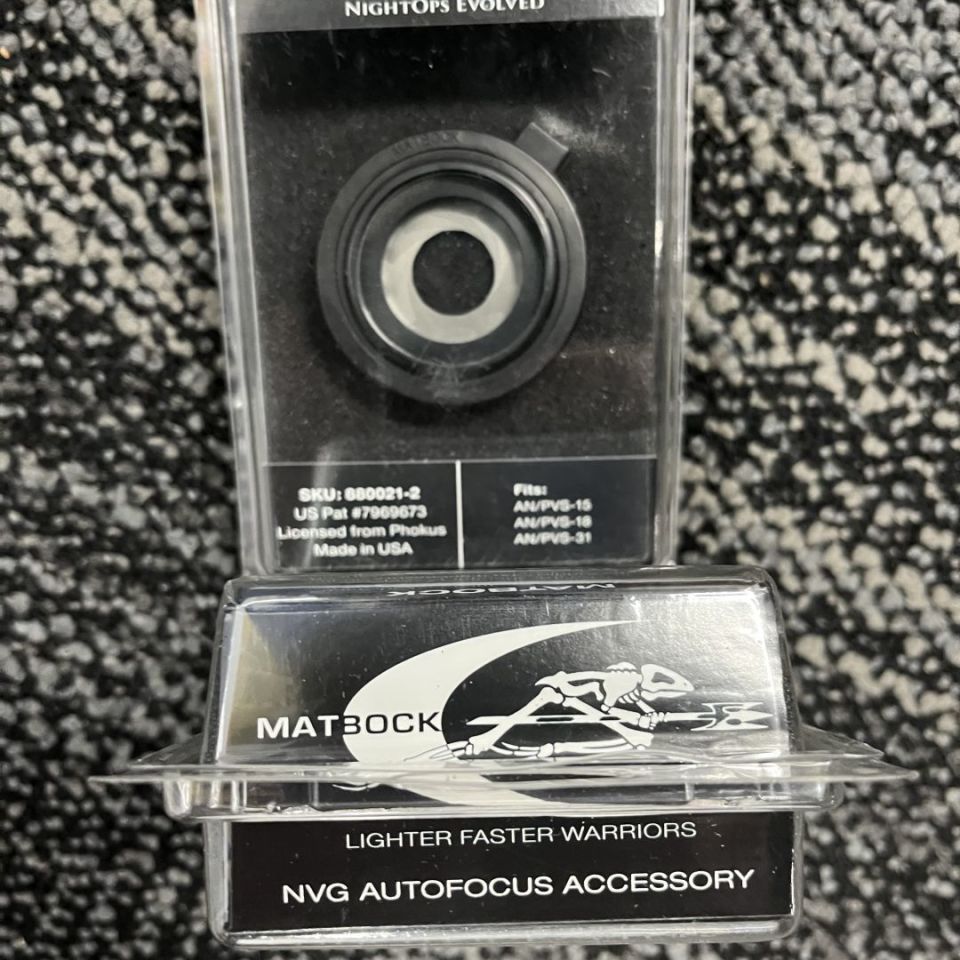 NIGHTOPS EVOLVED
SKU: 880021-2
US Pat #7969673
Licensed from Phokus
Made in USA
Fits:
AN/PVS-15
AN/PVS-18
AN/PVS-31
MATBOCK
MATBOCK
LIGHTER FASTER WARRIORS
NVG AUTOFOCUS ACCESSORY